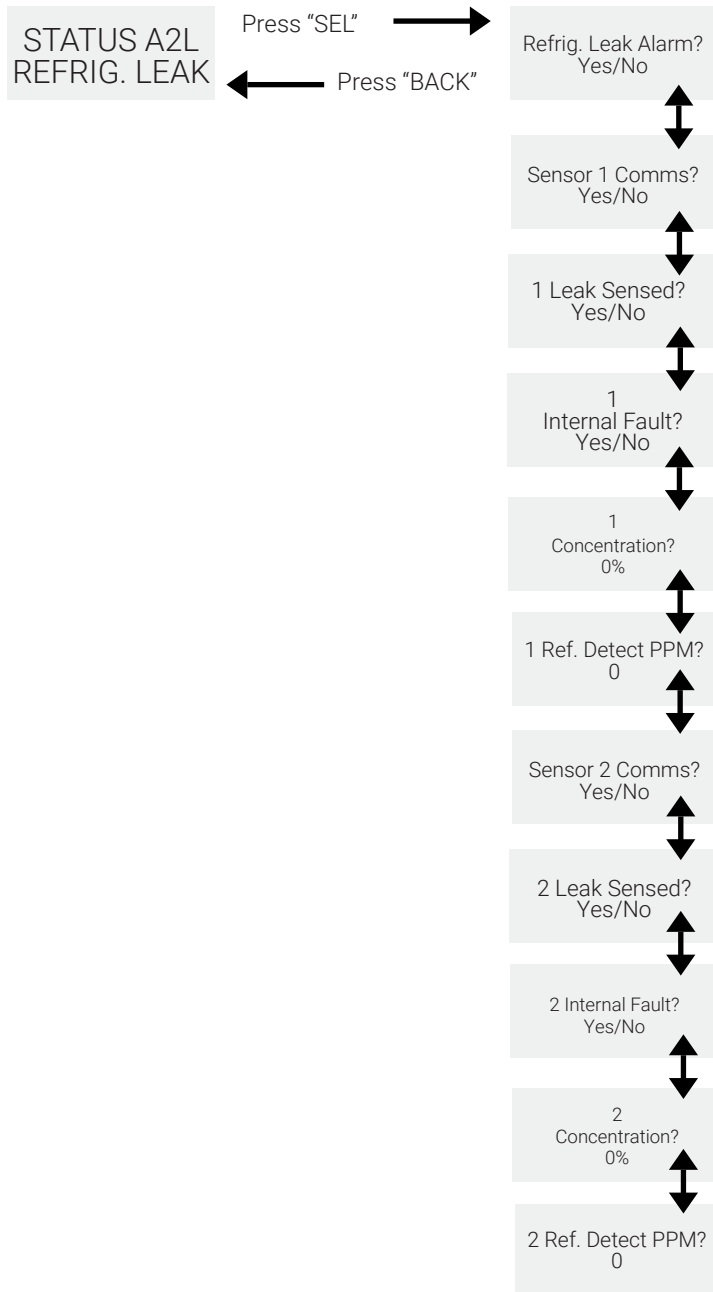 STATUS A2L
REFRIG. LEAK
Press “SEL”
Press “BACK”
Refrig. Leak Alarm?
Yes/No
Sensor 1 Comms?
Yes/No
1 Leak Sensed?
Yes/No
1
Internal Fault?
Yes/No
1
Concentration?
0%
1 Ref. Detect PPM?
0
Sensor 2 Comms?
Yes/No
2 Leak Sensed?
Yes/No
2 Internal Fault?
Yes/No
2
Concentration?
0%
2 Ref. Detect PPM?
0